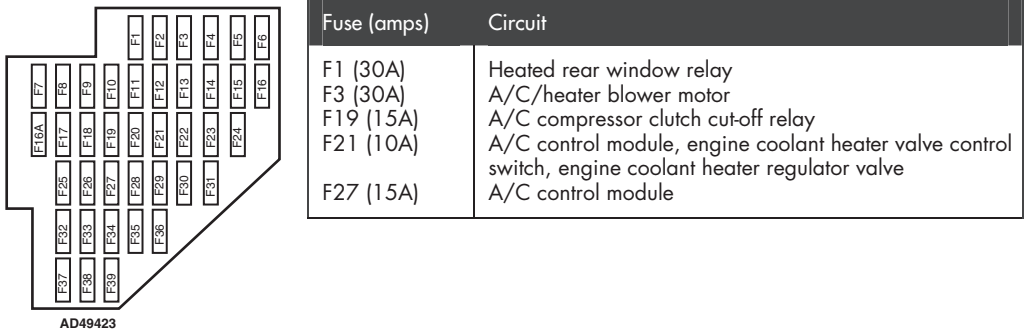 F1 F2 F3 F4 F5 F6
F7 F8 F9 F10 F11 F12 F13 F14 F15 F16
F16A F17 F18 F19 F20 F21 F22 F23 F24
F25 F26 F27 F28 F29 F30 F31
F32 F33 F34 F35 F36
F37 F38 F39
AD49423
Fuse (amps) Circuit
F1 (30A) Heated rear window relay
F3 (30A) A/C/heater blower motor
F19 (15A) A/C compressor clutch cut-off relay
F21 (10A) A/C control module, engine coolant heater valve control
switch, engine coolant heater regulator valve
F27 (15A) A/C control module